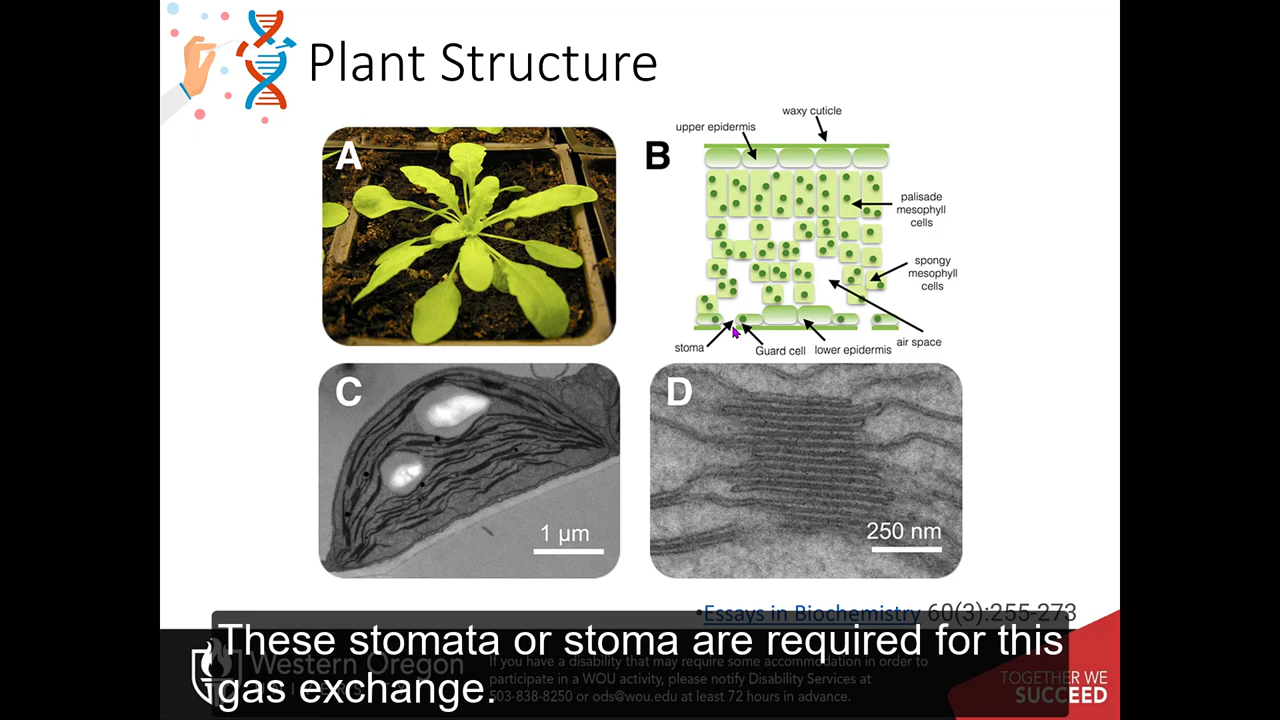 Plant Structure
A
B
waxy cuticle
upper epidermis
palisade
mesophyll
cells
spongy
mesophyll
cells
air space
stoma
Guard cell
lower epidermis
C
1 µm
D
250 nm
•Essays in Biochemistry 60(3):255-273
These stomata or stoma are required for this
gas exchange.
Western Oregon
If you have a disability that may require some accommodation in order to
participate in a WOU activity, please notify Disability Services at
503-838-8250 or ods@wou.edu at least 72 hours in advance.
TOGETHER WE
SUCCEED